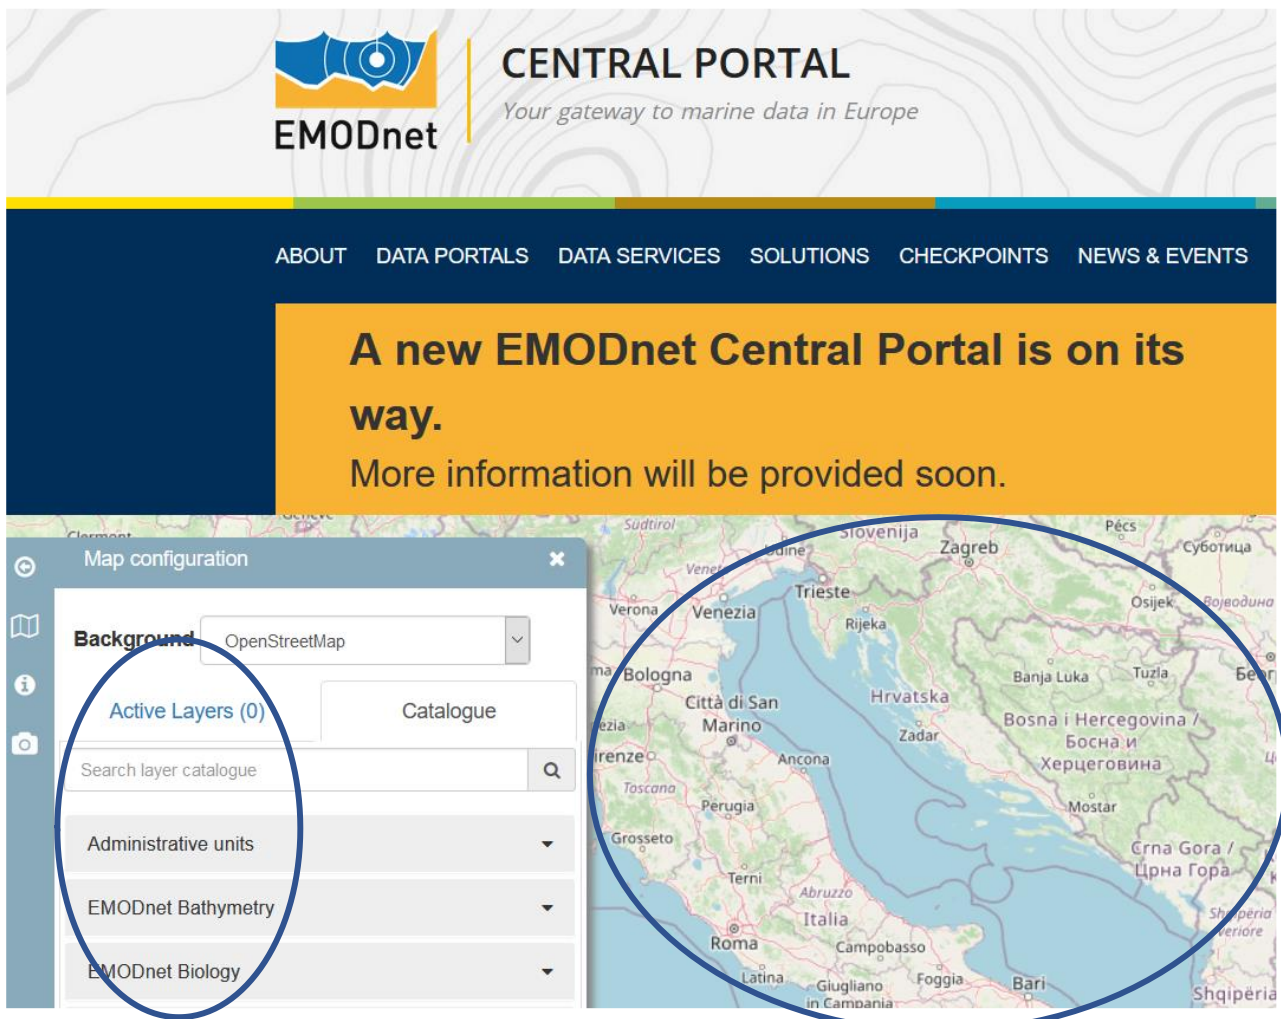 CENTRAL PORTAL
Your gateway to marine data in Europe
EMODnet
ABOUT DATA PORTALS DATA SERVICES SOLUTIONS CHECKPOINTS NEWS & EVENTS
A new EMODnet Central Portal is on its
way.
More information will be provided soon.
Map configuration
Background OpenStreetMap
Active Layers (0) Catalogue
Search layer catalogue
Administrative units
EMODnet Bathymetry
EMODnet Biology
Südtirol
Slovenija
Zagreb
Pécs
Суботица
Trieste
Verona
Venezia
Rijeka
Osijek
Војводина
Bologna
Banja Luka
Tuzla
Città di San
Marino
Hrvatska
Zadar
Bosna i Hercegovina /
Босна и
Херцеговина
Ancona
Toscana
Perugia
Mostar
Grosseto
Crna Gora /
Црна Гора
Terni
Abruzzo
Italia
Roma
Campobasso
Latina
Giugliano
in Campania
Foggia
Bari
Shqipëria